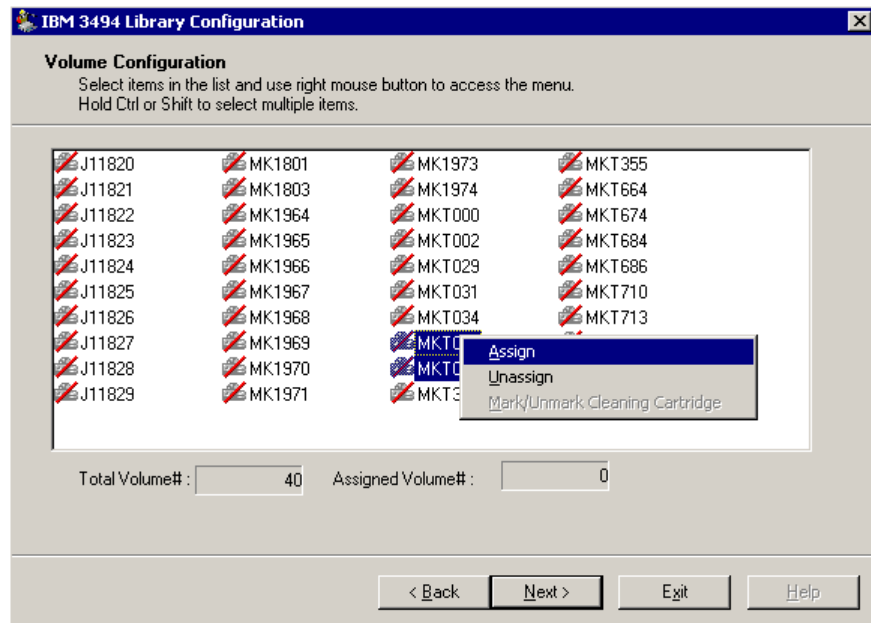 IBM 3494 Library Configuration
Volume Configuration
Select items in the list and use right mouse button to access the menu.
Hold Ctrl or Shift to select multiple items.
J11820 MK1801 MK1973 MKT355
J11821 MK1803 MK1974 MKT664
J11822 MK1964 MKT000 MKT674
J11823 MK1965 MKT002 MKT684
J11824 MK1966 MKT029 MKT686
J11825 MK1967 MKT031 MKT710
J11826 MK1968 MKT034 MKT713
J11827 MK1969
J11828 MK1970
J11829 MK1971
Assign
Unassign
Mark/Unmark Cleaning Cartridge
Total Volume# : 40 Assigned Volume# : 0
< Back Next > Exit Help